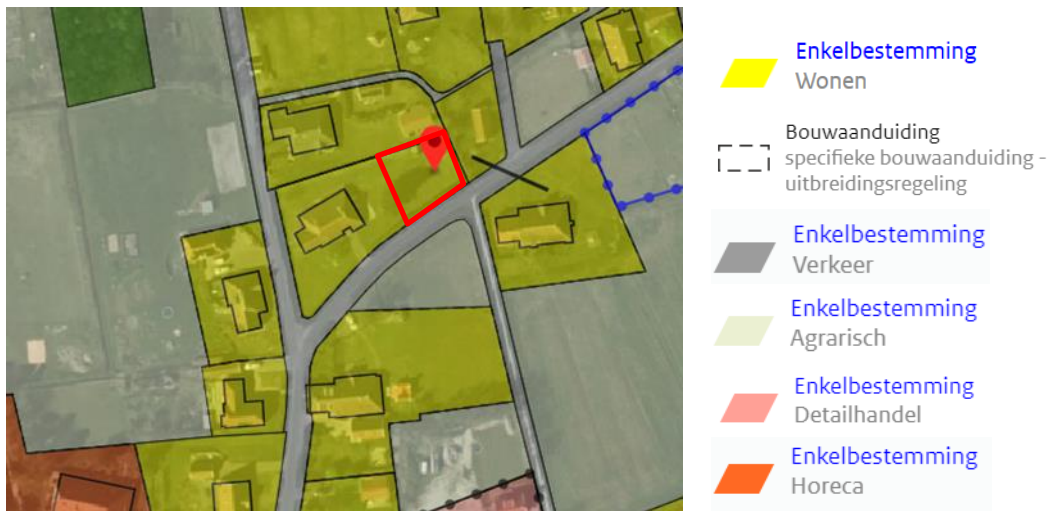 Enkelbestemming
Wonen
Bouwaanduiding
specifieke bouwaanduiding -
uitbreidingsregeling
Enkelbestemming
Verkeer
Enkelbestemming
Agrarisch
Enkelbestemming
Detailhandel
Enkelbestemming
Horeca